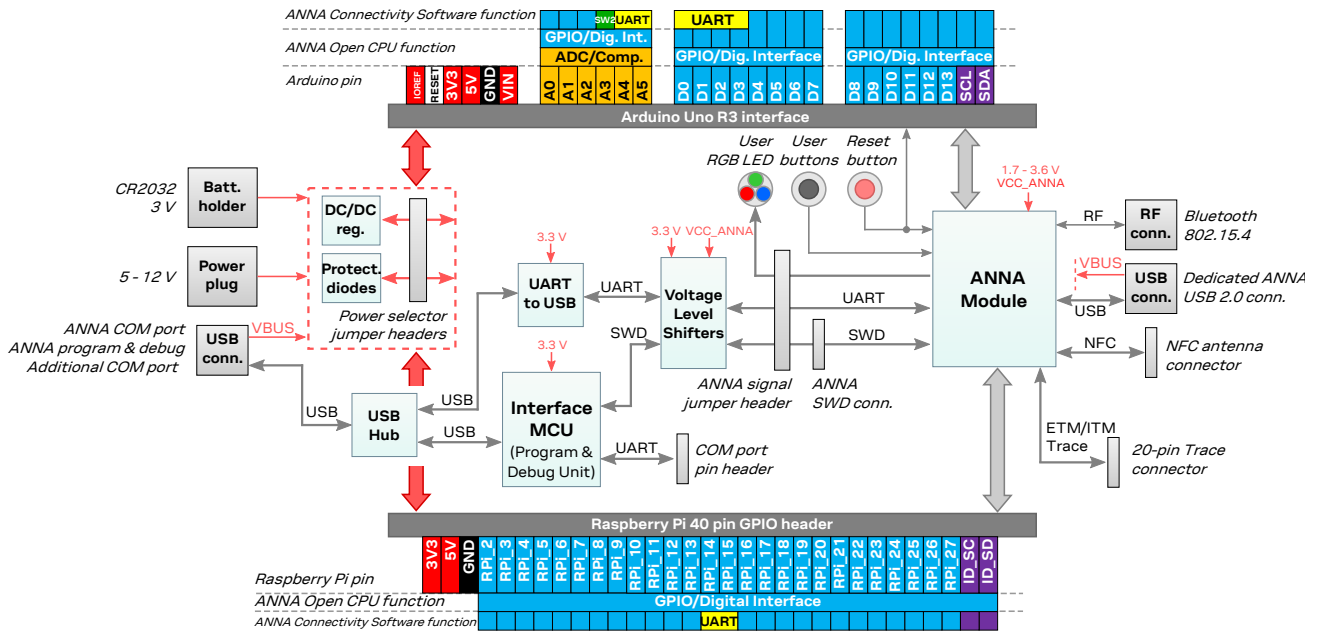 ANNA Connectivity Software function
SW2
UART
UART
GPIO/Dig. Int.
ANNA Open CPU function
ADC/Comp.
GPIO/Dig. Interface
GPIO/Dig. Interface
Arduino pin
IOREF
RESET
3V3
5V
GND
VIN
A0
A1
A2
A3
A4
A5
D0
D1
D2
D3
D4
D5
D6
D7
D8
D9
D10
D11
D12
D13
SCL
SDA
Arduino Uno R3 interface
User
RGB LED
User
buttons
Reset
button
1.7 - 3.6 V
VCC_ANNA
CR2032
3 V
Batt.
holder
DC/DC
reg.
RF
RF
conn.
Bluetooth
802.15.4
5 - 12 V
Power
plug
Protect.
diodes
Power selector
jumper headers
3.3 V
UART
to USB
UART
3.3 V
VCC_ANNA
Voltage
Level
Shifters
UART
ANNA
Module
VBUS
USB
USB
conn.
Dedicated ANNA
USB 2.0 conn.
ANNA COM port
ANNA program & debug
Additional COM port
USB
conn.
VBUS
SWD
SWD
NFC
NFC antenna
connector
3.3 V
ANNA signal
jumper header
ANNA
SWD conn.
USB
USB
Hub
USB
USB
Interface
MCU
(Program &
Debug Unit)
UART
COM port
pin header
ETM/ITM
Trace
20-pin Trace
connector
Raspberry Pi 40 pin GPIO header
3V3
5V
GND
RPi_2
RPi_3
RPi_4
RPi_5
RPi_6
RPi_7
RPi_8
RPi_9
RPi_10
RPi_11
RPi_12
RPi_13
RPi_14
RPi_15
RPi_16
RPi_17
RPi_18
RPi_19
RPi_20
RPi_21
RPi_22
RPi_23
RPi_24
RPi_25
RPi_26
RPi_27
ID_SC
ID_SD
Raspberry Pi pin
ANNA Open CPU function
GPIO/Digital Interface
ANNA Connectivity Software function
UART